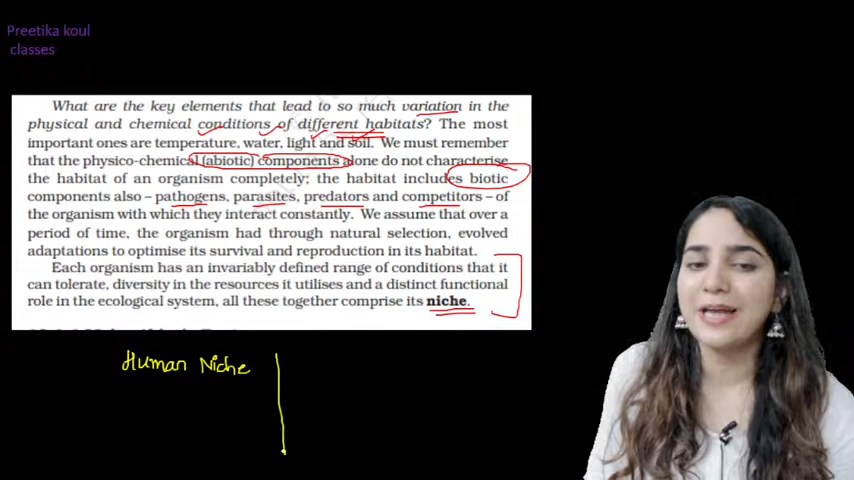 Preetika koul
classes
What are the key elements that lead to so much variation in the
physical and chemical conditions of different habitats? The most
important ones are temperature, water, light and soil. We must remember
that the physico-chemical (abiotic) components alone do not characterise
the habitat of an organism completely; the habitat includes biotic
components also – pathogens, parasites, predators and competitors – of
the organism with which they interact constantly. We assume that over a
period of time, the organism had through natural selection, evolved
adaptations to optimise its survival and reproduction in its habitat.
Each organism has an invariably defined range of conditions that it
can tolerate, diversity in the resources it utilises and a distinct functional
role in the ecological system, all these together comprise its niche.
Human Niche